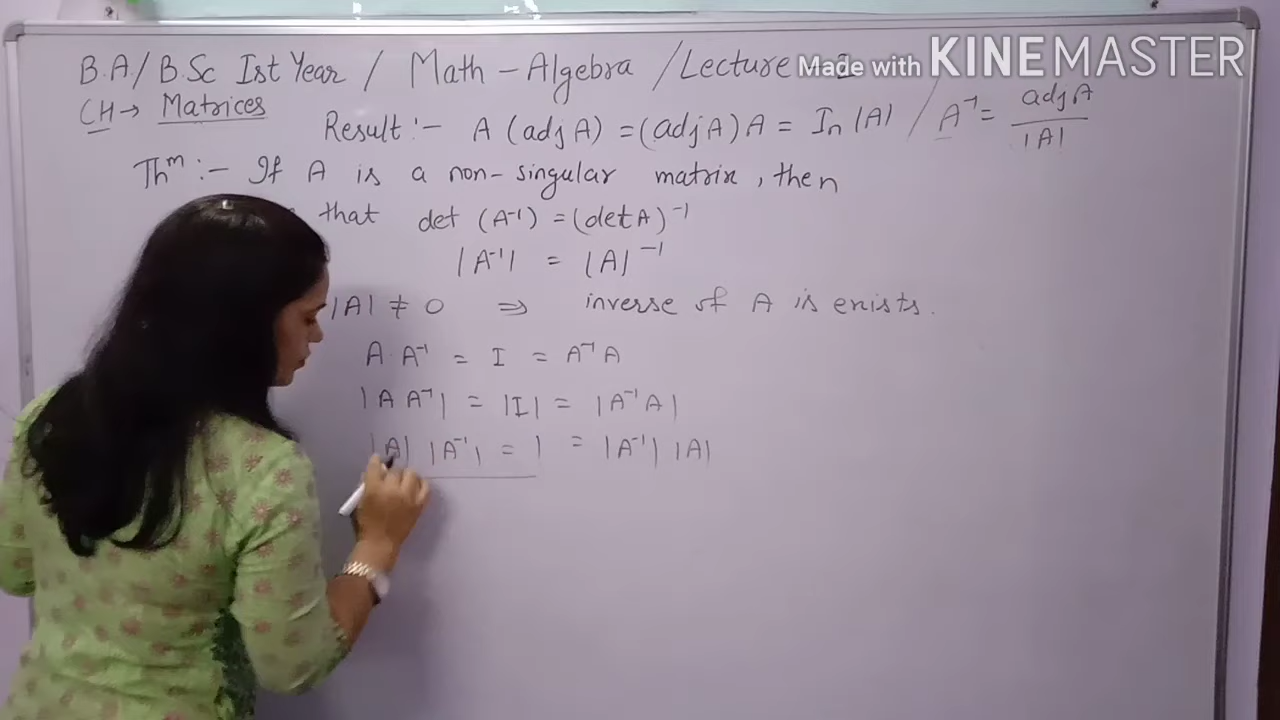 B.A./B.Sc Ist Year / Math - Algebra / Lecture
Made with KINEMASTER
CH → Matrices
Result :- A (adj A) = (adj A) A = In |A| / A⁻¹ = adj A / |A|
Thᵐ :- If A is a non-singular matrix, then
that det (A⁻¹) = (det A)⁻¹
|A⁻¹| = |A|⁻¹
|A| ≠ 0 ⇒ inverse of A is exists.
A A⁻¹ = I = A⁻¹ A
|A A⁻¹| = |I| = |A⁻¹ A|
|A| |A⁻¹| = 1 = |A⁻¹| |A|